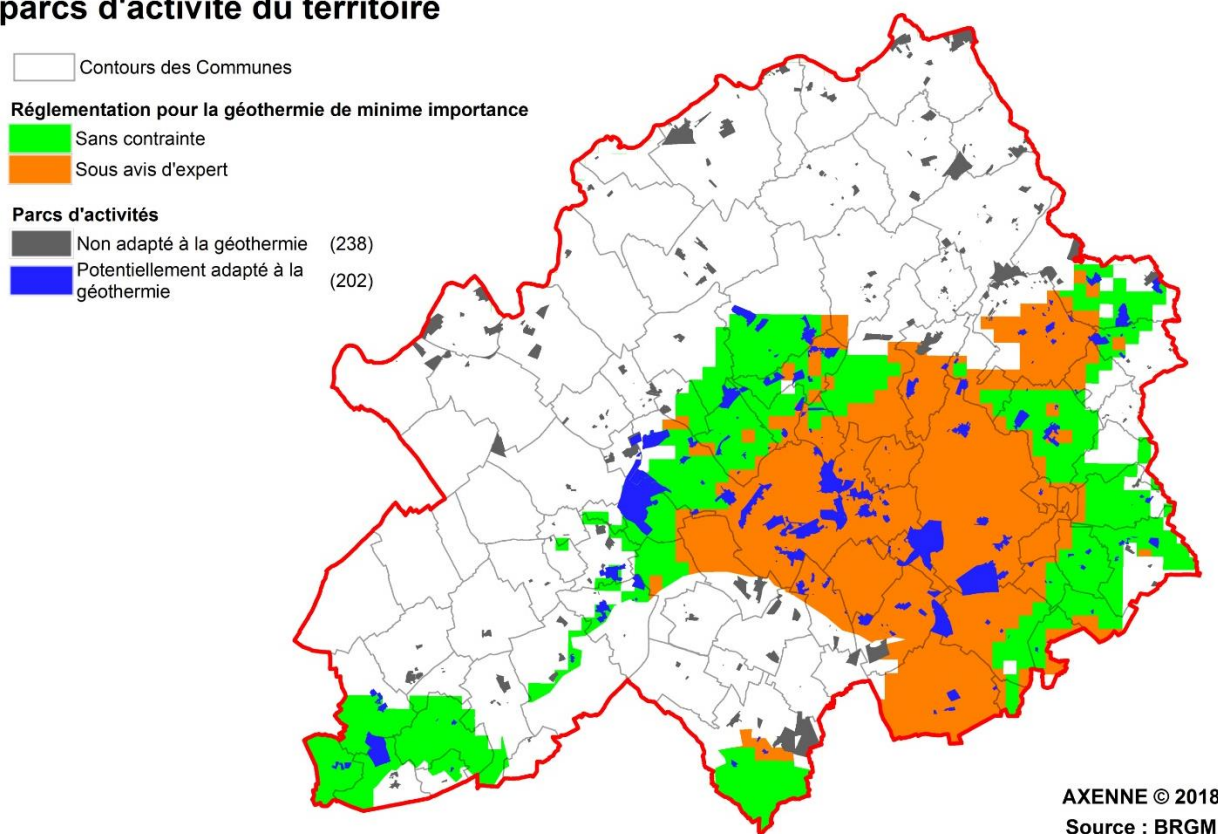 parcs d'activité du territoire
Contours des Communes
Réglementation pour la géothermie de minime importance
Sans contrainte
Sous avis d'expert
Parcs d'activités
Non adapté à la géothermie (238)
Potentiellement adapté à la (202)
géothermie
AXENNE © 2018
Source : BRGM